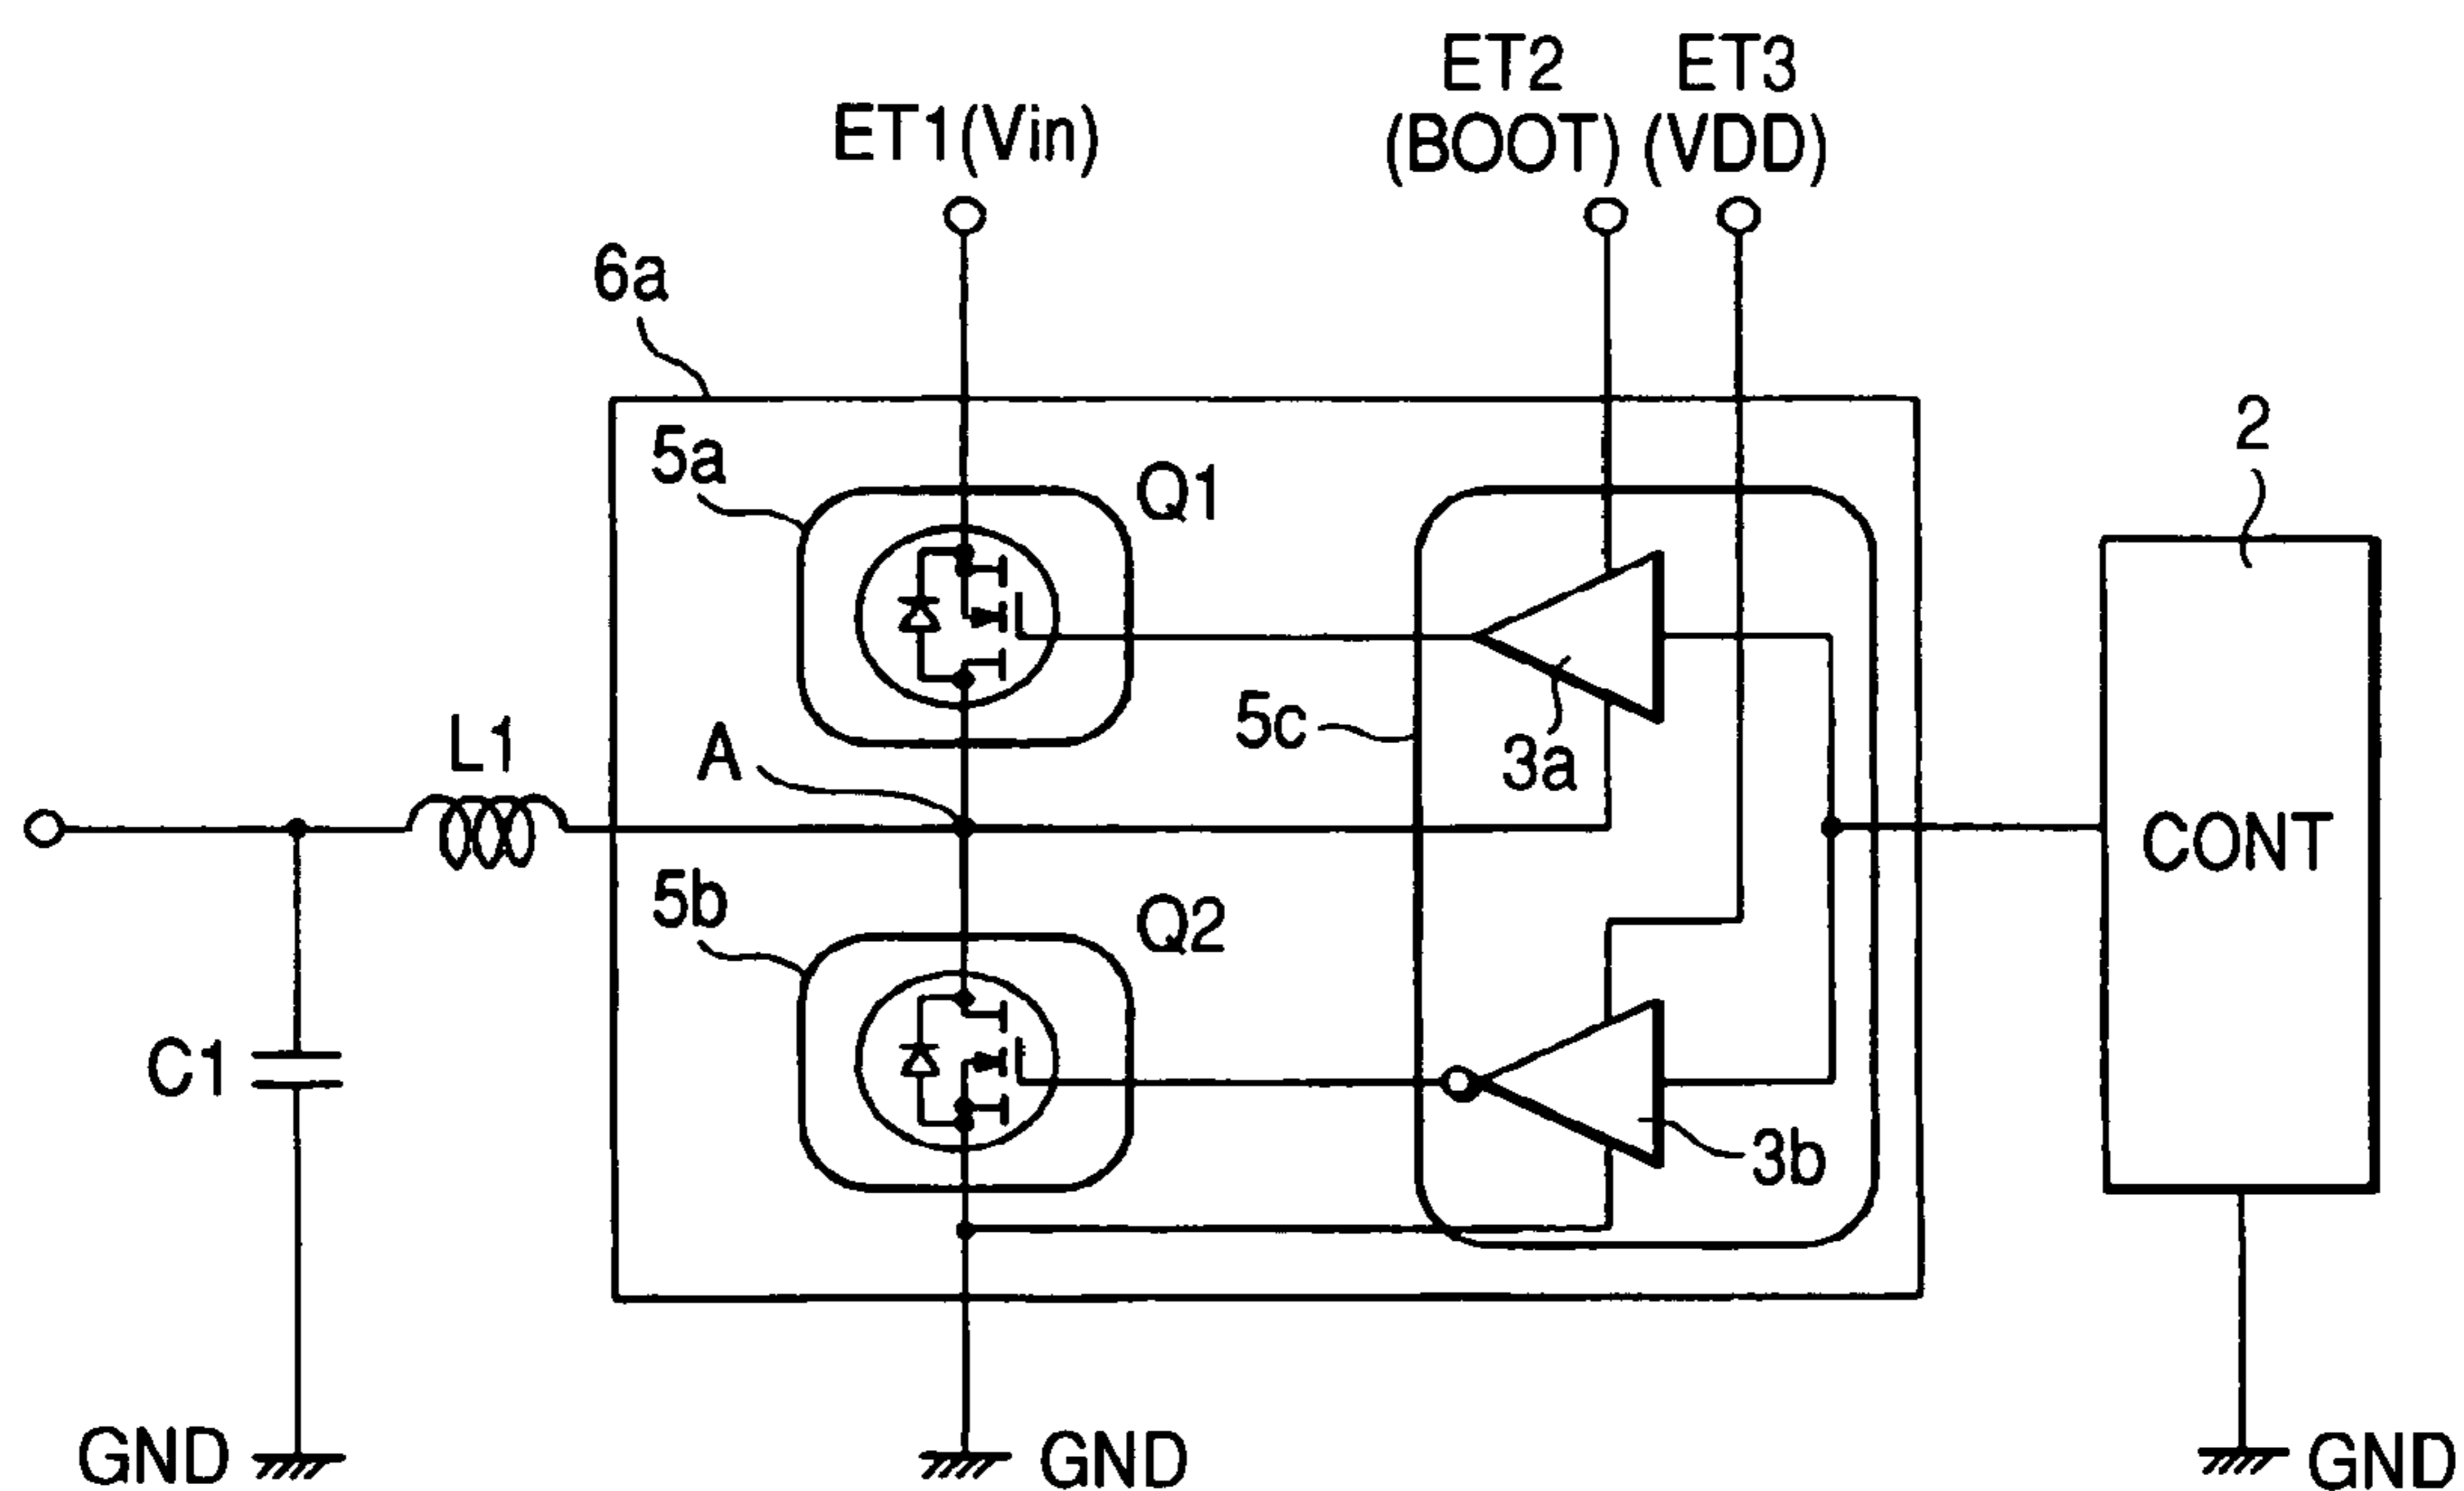 ET2 ET3
ET1(Vin) (BOOT) (VDD)
6a
2
5a Q1
5c
L1 A 3a
CONT
5b Q2
C1
3b
GND GND GND